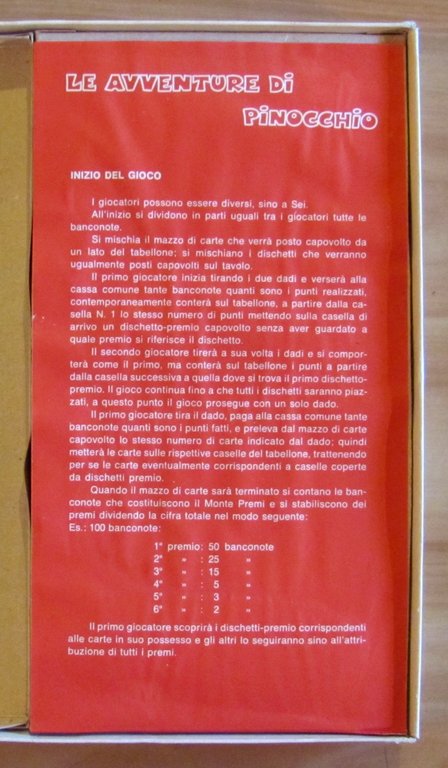 LE AVVENTURE DI
PINOCCHIO
INIZIO DEL GIOCO
I giocatori possono essere diversi, sino a Sei.
All'inizio si dividono in parti uguali tra i giocatori tutte le
banconote.
Si mischia il mazzo di carte che verrà posto capovolto da
un lato del tabellone: si mischiano i dischetti che verranno
ugualmente posti capovolti sul tavolo.
Il primo giocatore inizia tirando i due dadi e verserà alla
cassa comune tante banconote quanti sono i punti realizzati,
contemporaneamente conterà sul tabellone, a partire dalla ca-
sella N. 1 lo stesso numero di punti mettendo sulla casella di
arrivo un dischetto-premio capovolto senza aver guardato a
quale premio si riferisce il dischetto.
Il secondo giocatore tirerà a sua volta i dadi e si compor-
terà come il primo, ma conterà sul tabellone i punti a partire
dalla casella successiva a quella dove si trova il primo dischetto-
premio. Il gioco continua fino a che tutti i dischetti saranno piaz-
zati, a questo punto il gioco prosegue con un solo dado.
Il primo giocatore tira il dado, paga alla cassa comune tante
banconote quanti sono i punti fatti, e preleva dal mazzo di carte
capovolto lo stesso numero di carte indicato dal dado; quindi
metterà le carte sulle rispettive caselle del tabellone, trattenendo
per se le carte eventualmente corrispondenti a caselle coperte
da dischetti premio.
Quando il mazzo di carte sarà terminato si contano le ban-
conote che costituiscono il Monte Premi e si stabiliscono dei
premi dividendo la cifra totale nel modo seguente:
Es.: 100 banconote:
1° premio: 50 banconote
2° » : 25 »
3° » : 15 »
4° » : 5 »
5° » : 3 »
6° » : 2 »
Il primo giocatore scoprirà i dischetti-premio corrispondenti
alle carte in suo possesso e gli altri lo seguiranno sino all'attri-
buzione di tutti i premi.